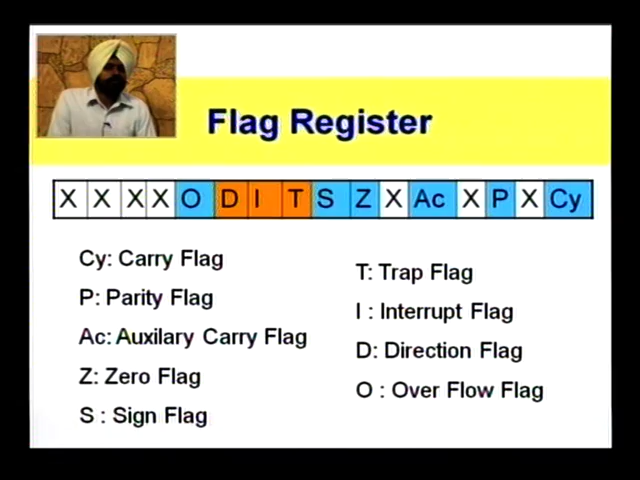 Flag Register
X X X X O D I T S Z X Ac X P X Cy
Cy: Carry Flag
P: Parity Flag
Ac: Auxilary Carry Flag
Z: Zero Flag
S : Sign Flag
T: Trap Flag
I : Interrupt Flag
D: Direction Flag
O : Over Flow Flag